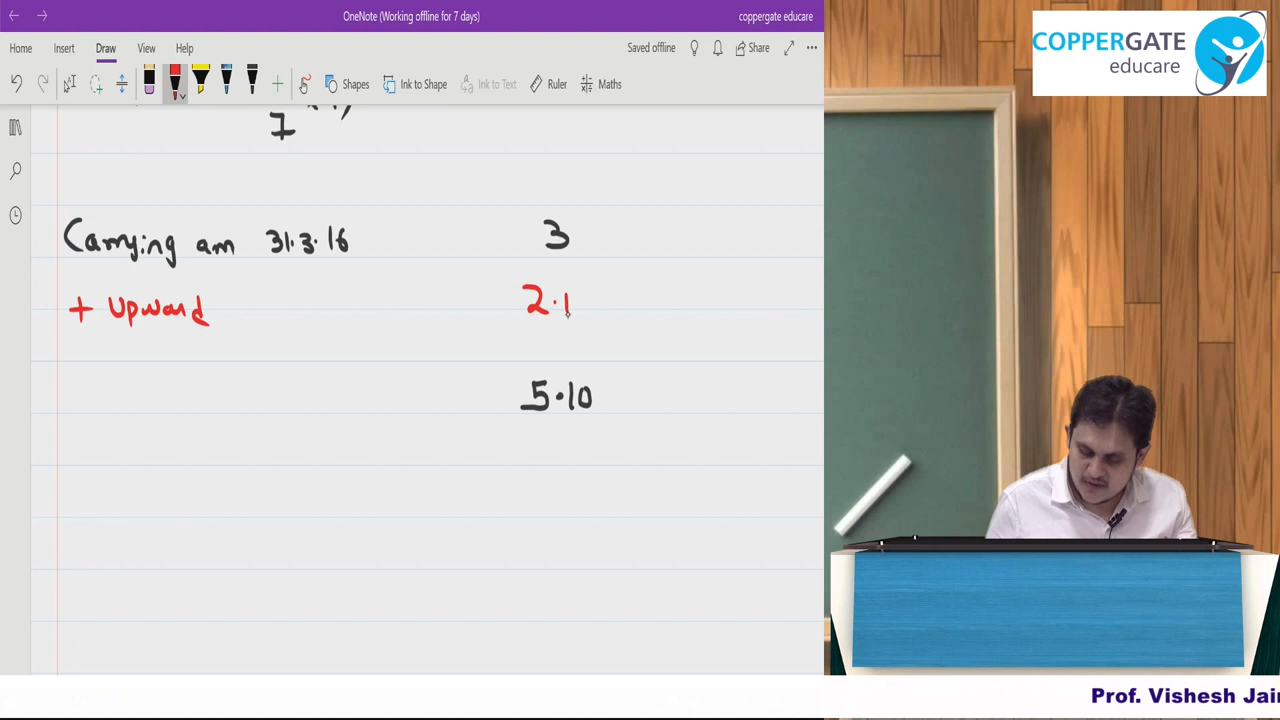 OneNote (Working offline for 7 days)
coppergate educare
Home Insert Draw View Help
Saved offline Share
Shapes Ink to Shape Ink to Text Ruler Maths
COPPERGATE
educare
7
Carrying am 31.3.16 3
+ Upward 2.1
5.10
Prof. Vishesh Jain